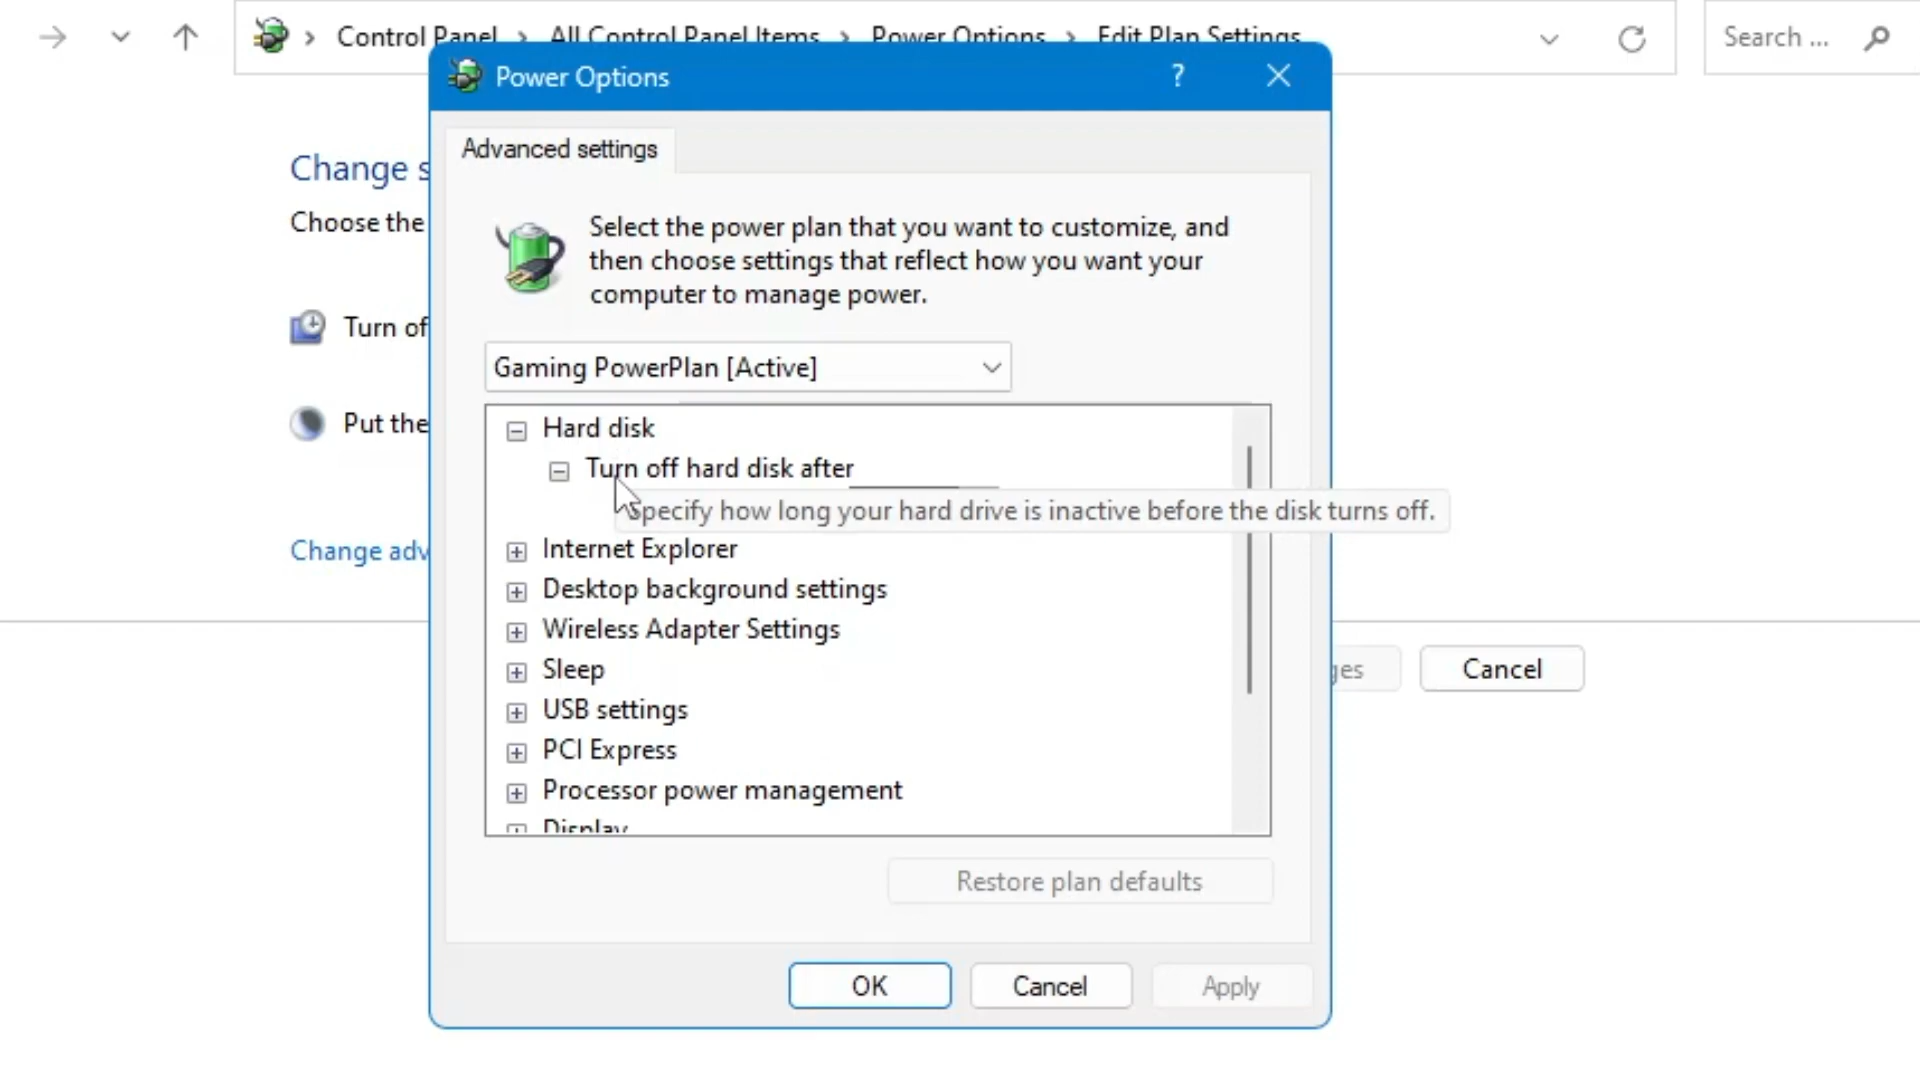 Control Panel > All Control Panel Items > Power Options > Edit Plan Settings
Search ...
Power Options
?
Advanced settings
Change s
Choose the
Select the power plan that you want to customize, and
then choose settings that reflect how you want your
computer to manage power.
Turn of
Gaming PowerPlan [Active]
Put the
Hard disk
Turn off hard disk after
Specify how long your hard drive is inactive before the disk turns off.
Change adv
Internet Explorer
Desktop background settings
Wireless Adapter Settings
Sleep
ges
Cancel
USB settings
PCI Express
Processor power management
Display
Restore plan defaults
OK
Cancel
Apply